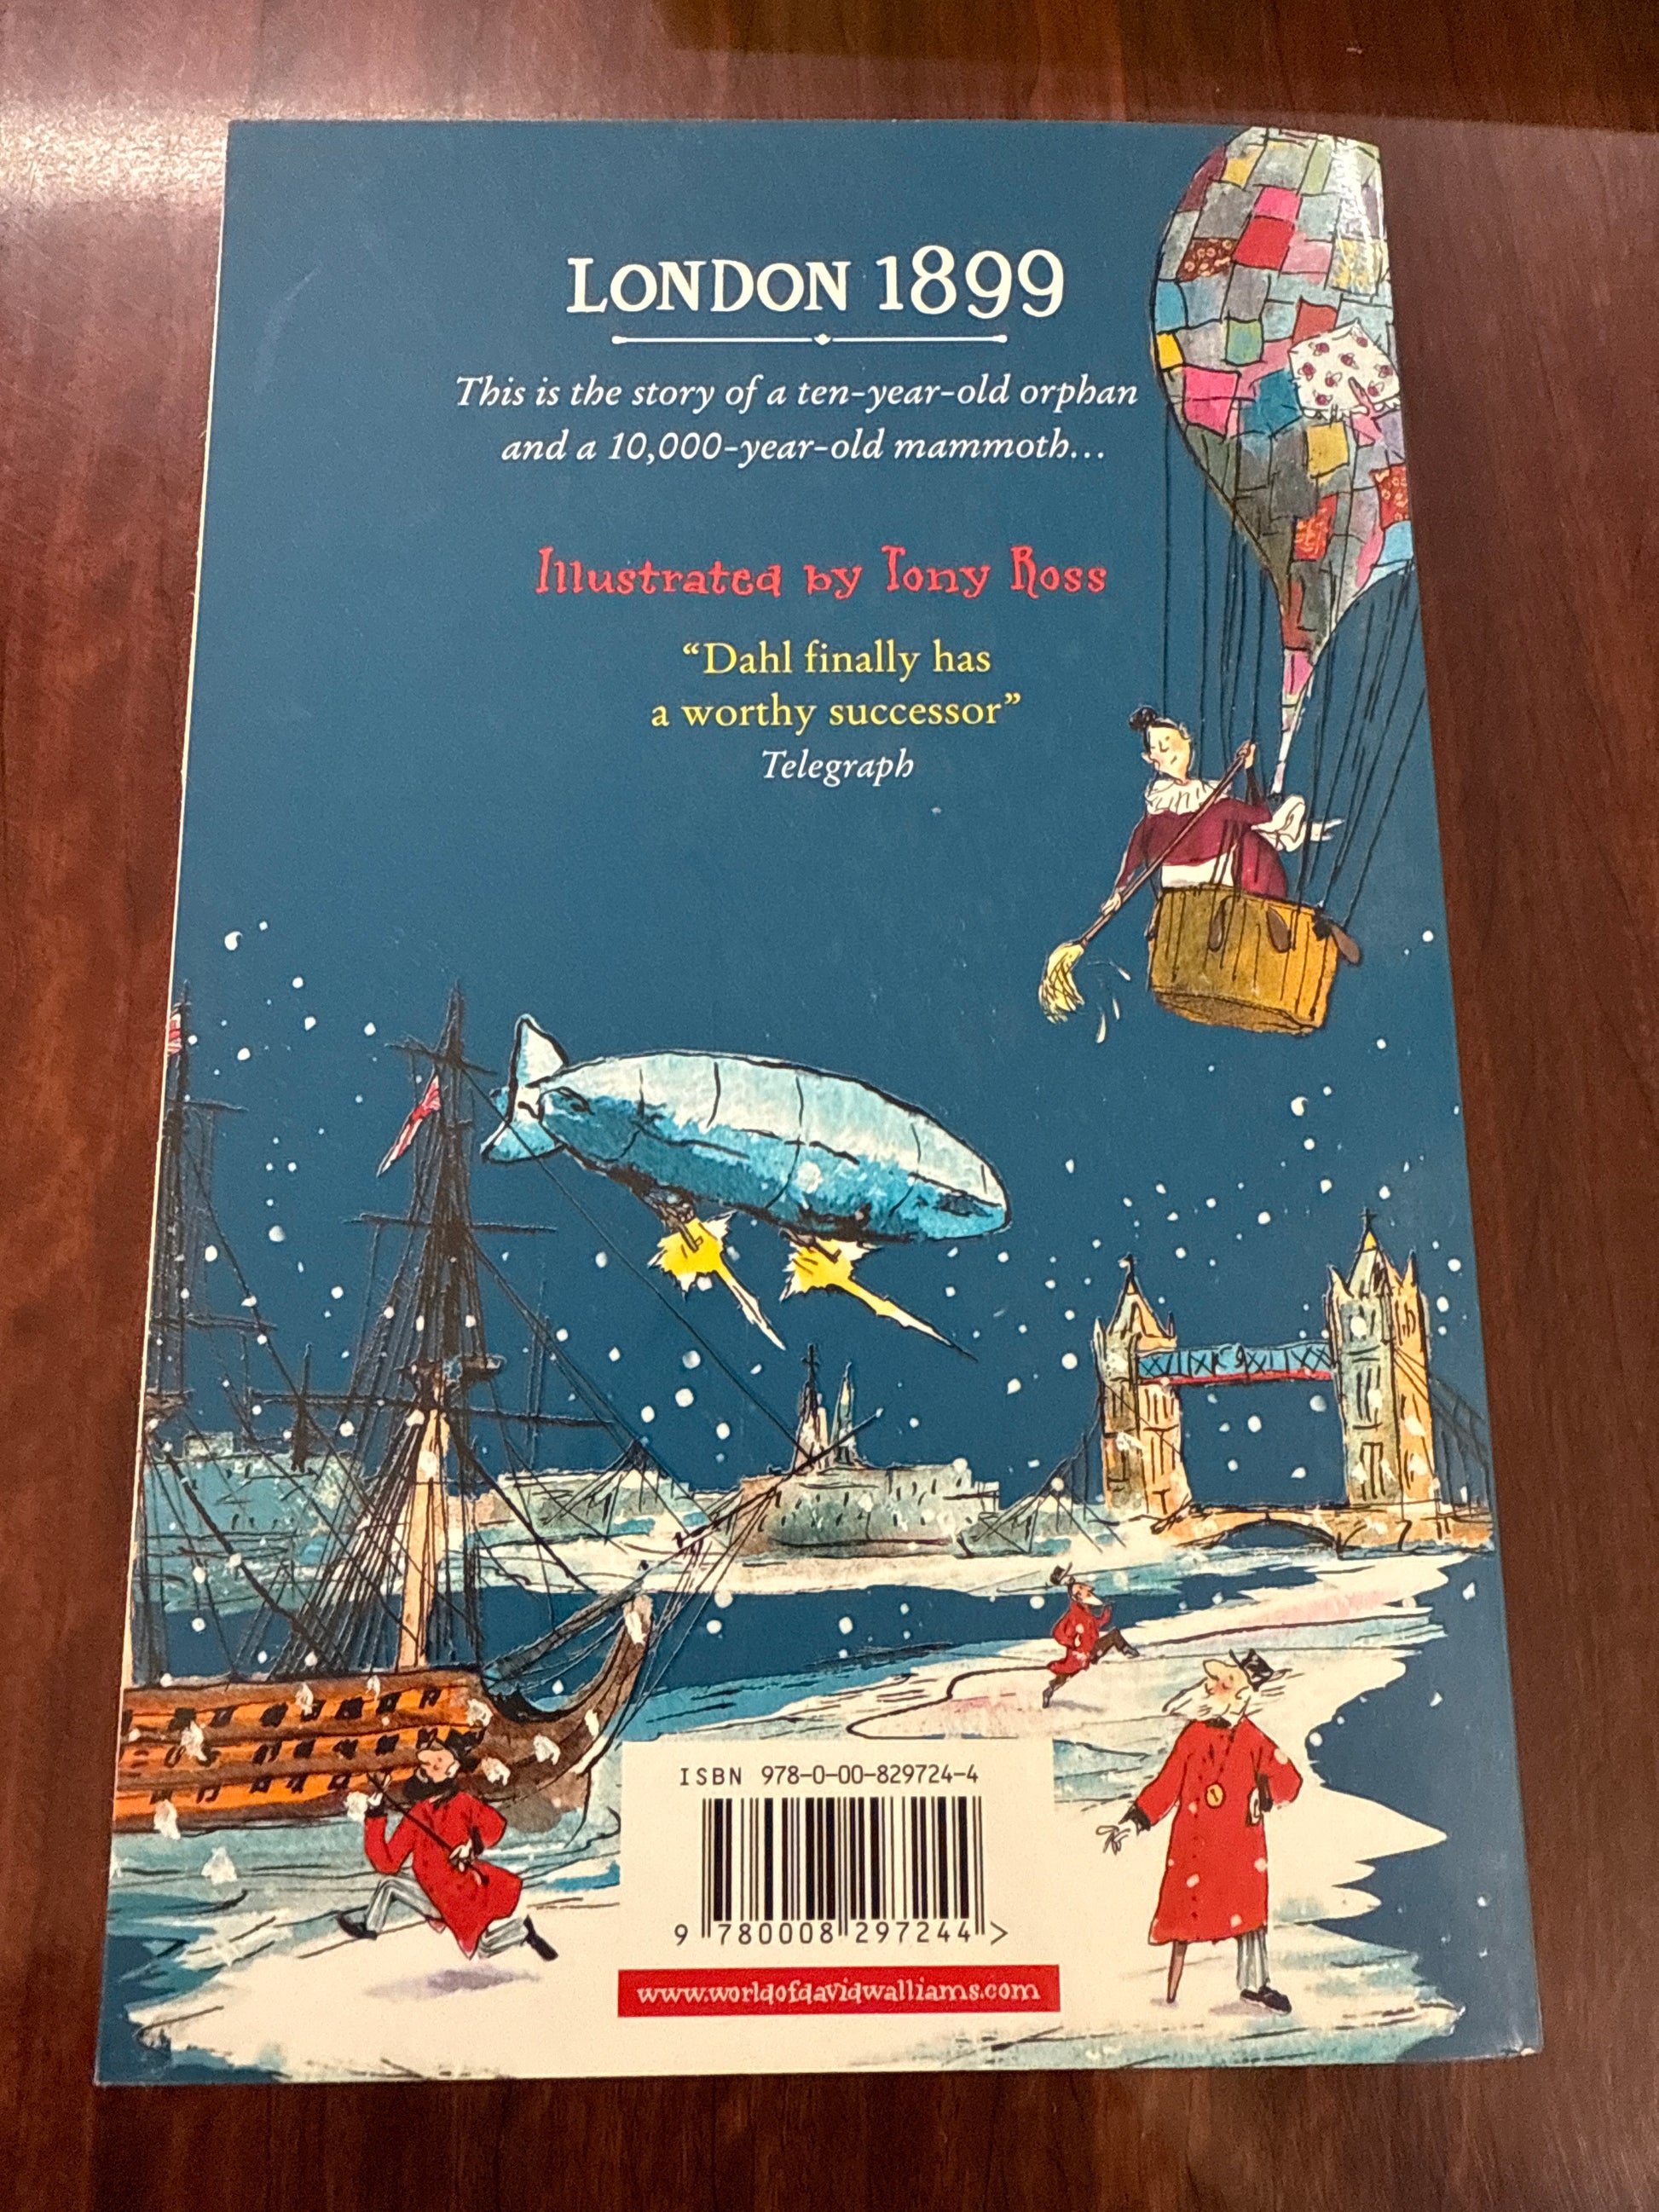 LONDON 1899
This is the story of a ten-year-old orphan
and a 10,000-year-old mammoth...
Illustrated by Tony Ross
“Dahl finally has
a worthy successor”
Telegraph
ISBN 978-0-00-829724-4
9 780008 297244 >
www.worldofdavidwalliams.com